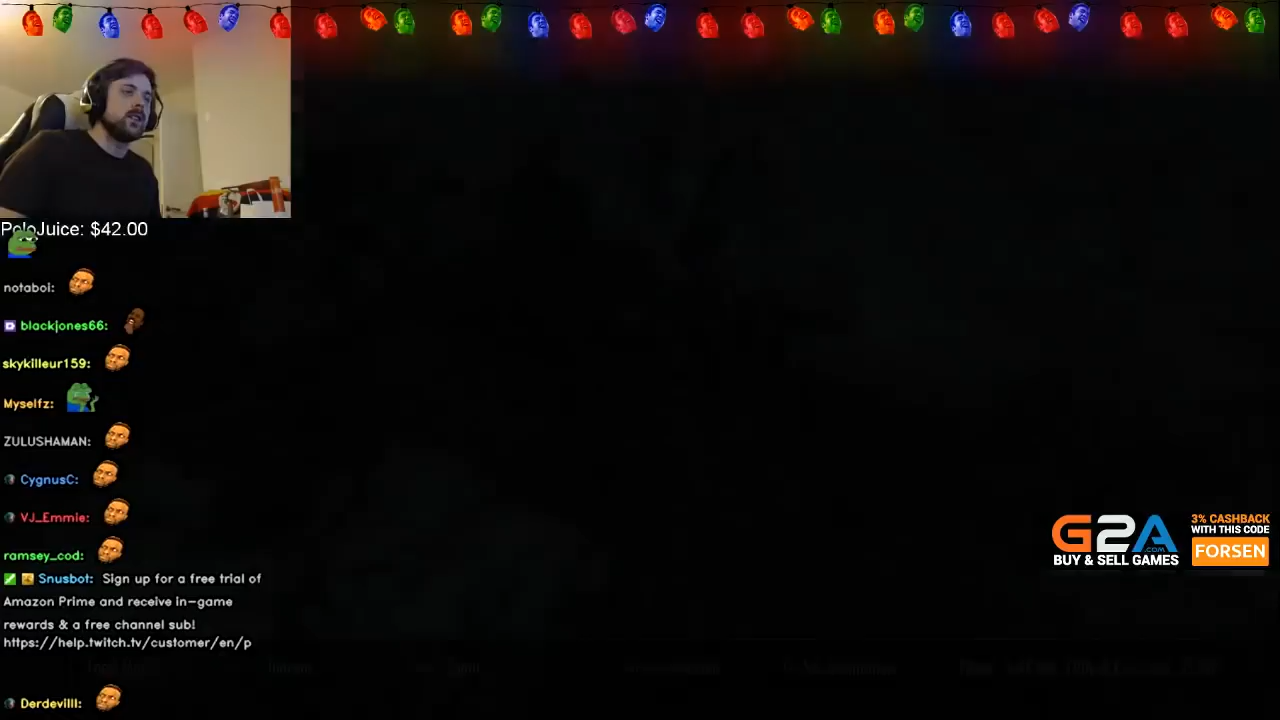 PoloJuice: $42.00
notaboi:
blackjones66:
skykilleur159:
Myselfz:
ZULUSHAMAN:
CygnusC:
VJ_Emmie:
ramsey_cod:
Snusbot: Sign up for a free trial of
Amazon Prime and receive in-game
rewards & a free channel sub!
https://help.twitch.tv/customer/en/p
Derdevilll:
G2A.COM
BUY & SELL GAMES
3% CASHBACK
WITH THIS CODE
FORSEN